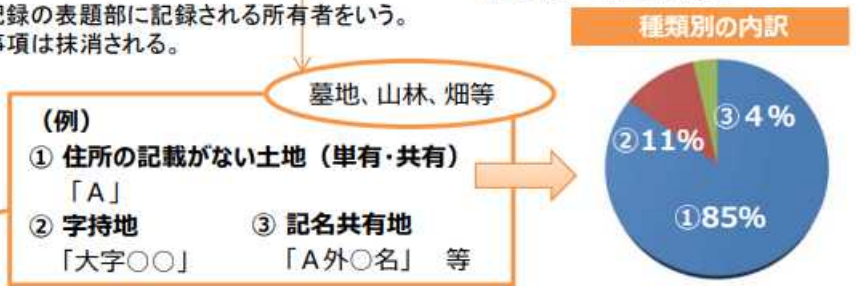 記録の表題部に記録される所有者をいう。
事項は抹消される。
種類別の内訳
墓地、山林、畑等
(例)
① 住所の記載がない土地(単有・共有)
「A」
② 字持地 ③ 記名共有地
「大字○○」 「A外○名」 等
③4%
②11%
①85%